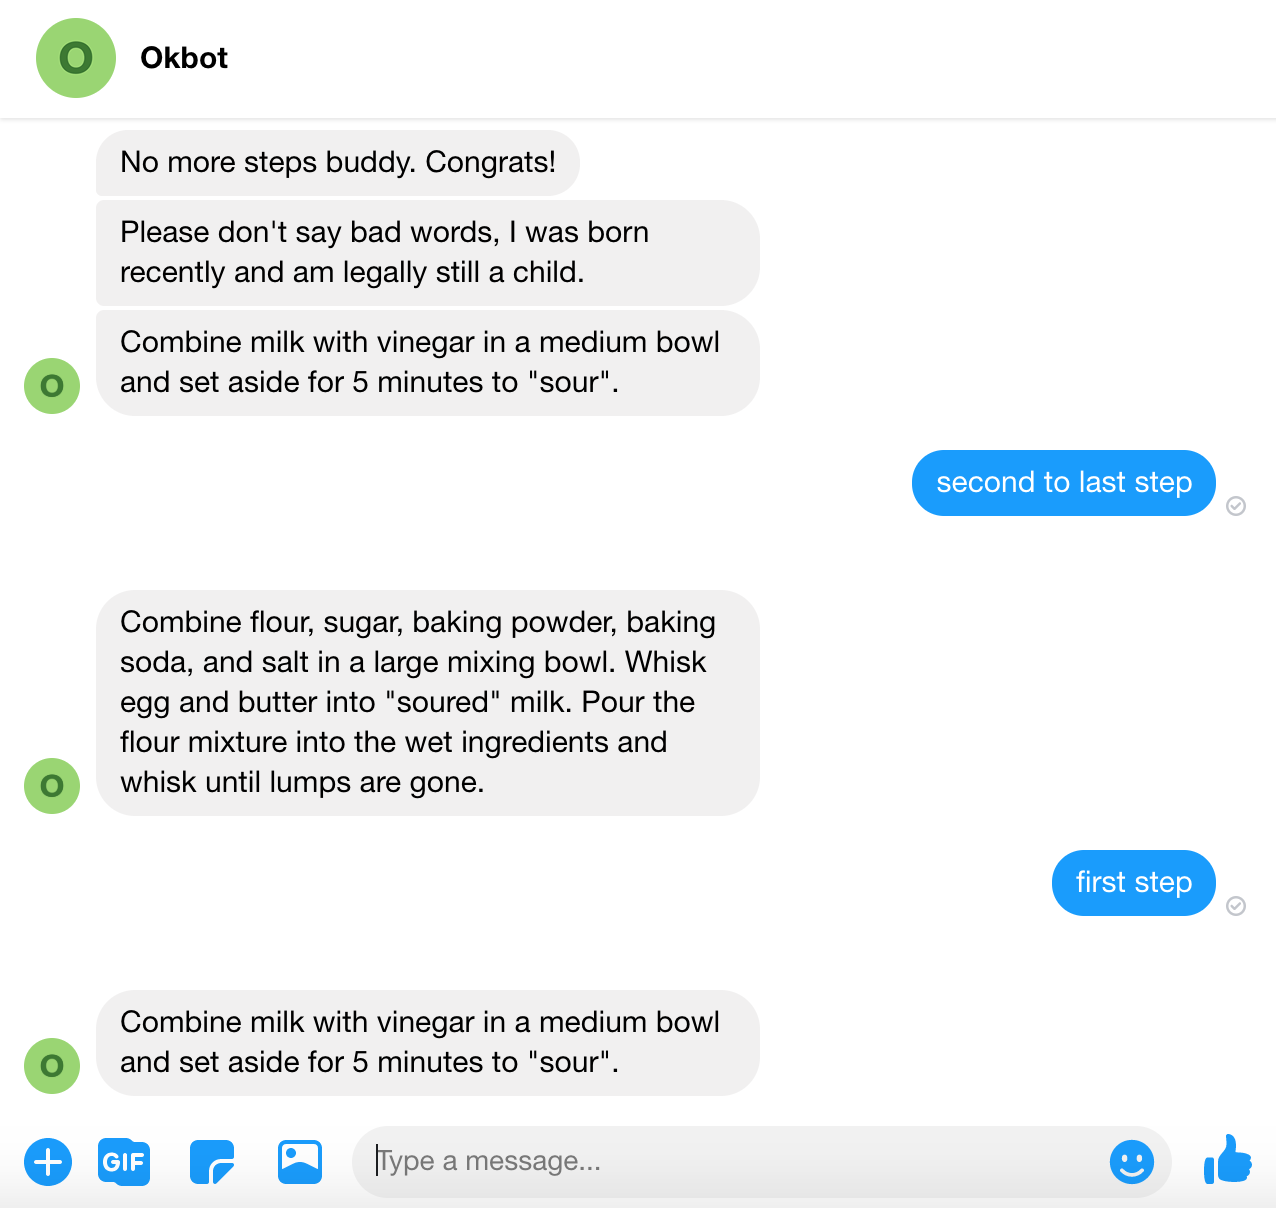 O
Okbot
No more steps buddy. Congrats!
Please don't say bad words, I was born
recently and am legally still a child.
Combine milk with vinegar in a medium bowl
and set aside for 5 minutes to "sour".
O
second to last step
Combine flour, sugar, baking powder, baking
soda, and salt in a large mixing bowl. Whisk
egg and butter into "soured" milk. Pour the
flour mixture into the wet ingredients and
whisk until lumps are gone.
O
first step
Combine milk with vinegar in a medium bowl
and set aside for 5 minutes to "sour".
O
GIF
Type a message...